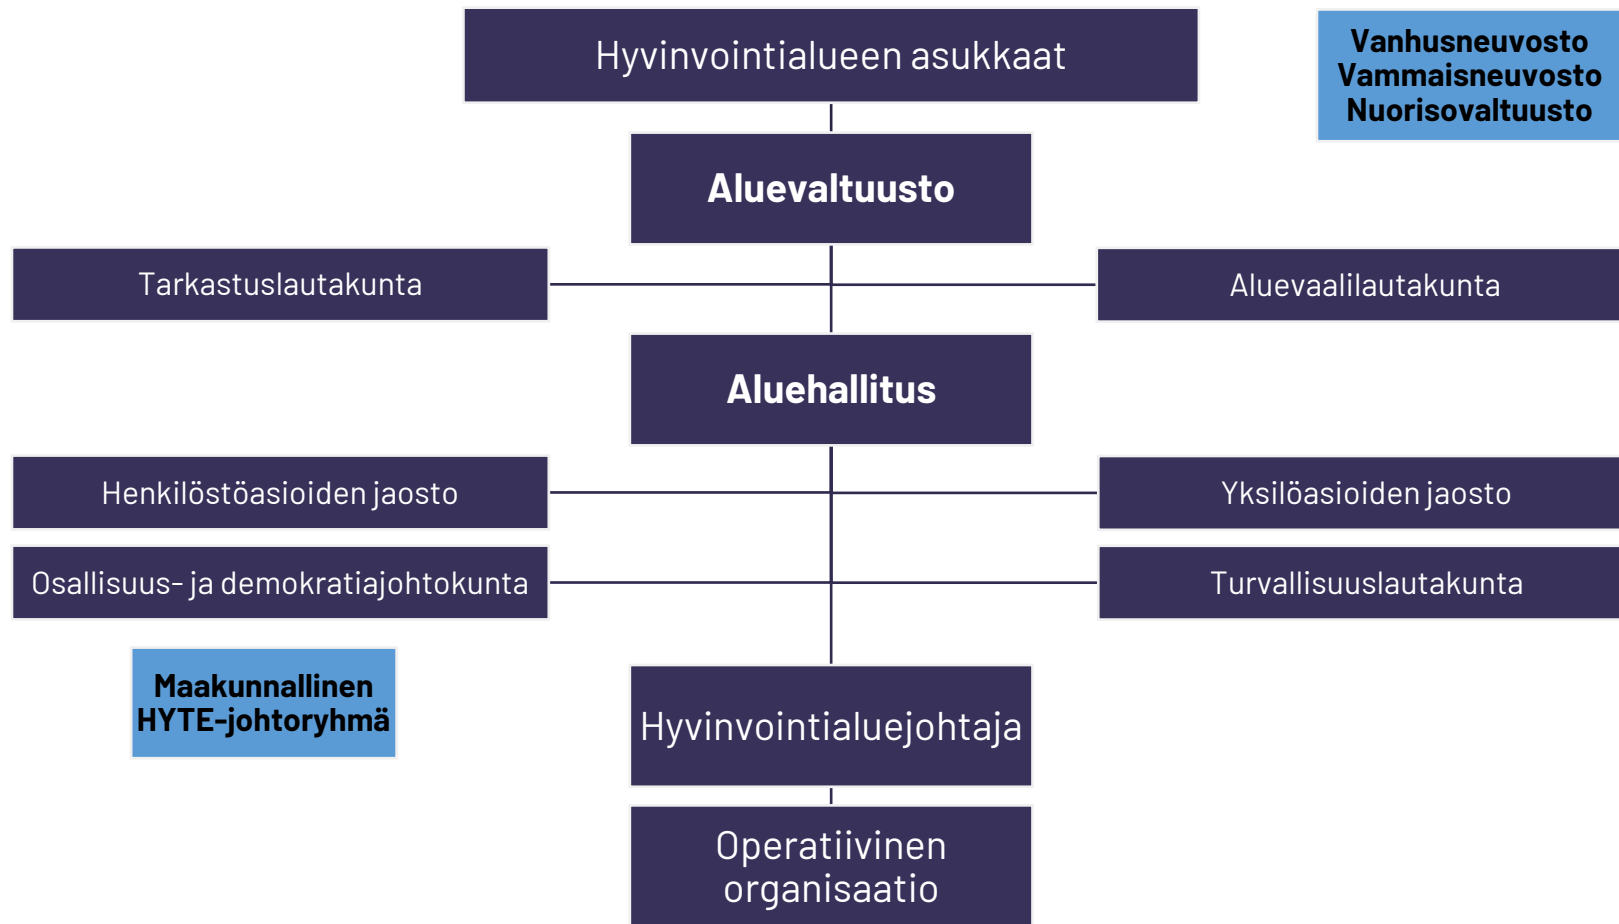 Hyvinvointialueen asukkaat
Vanhusneuvosto
Vammaisneuvosto
Nuorisovaltuusto
Aluevaltuusto
Tarkastuslautakunta
Aluevaalilautakunta
Aluehallitus
Henkilöstöasioiden jaosto
Yksilöasioiden jaosto
Osallisuus- ja demokratiajohtokunta
Turvallisuuslautakunta
Maakunnallinen
HYTE-johtoryhmä
Hyvinvointialuejohtaja
Operatiivinen
organisaatio